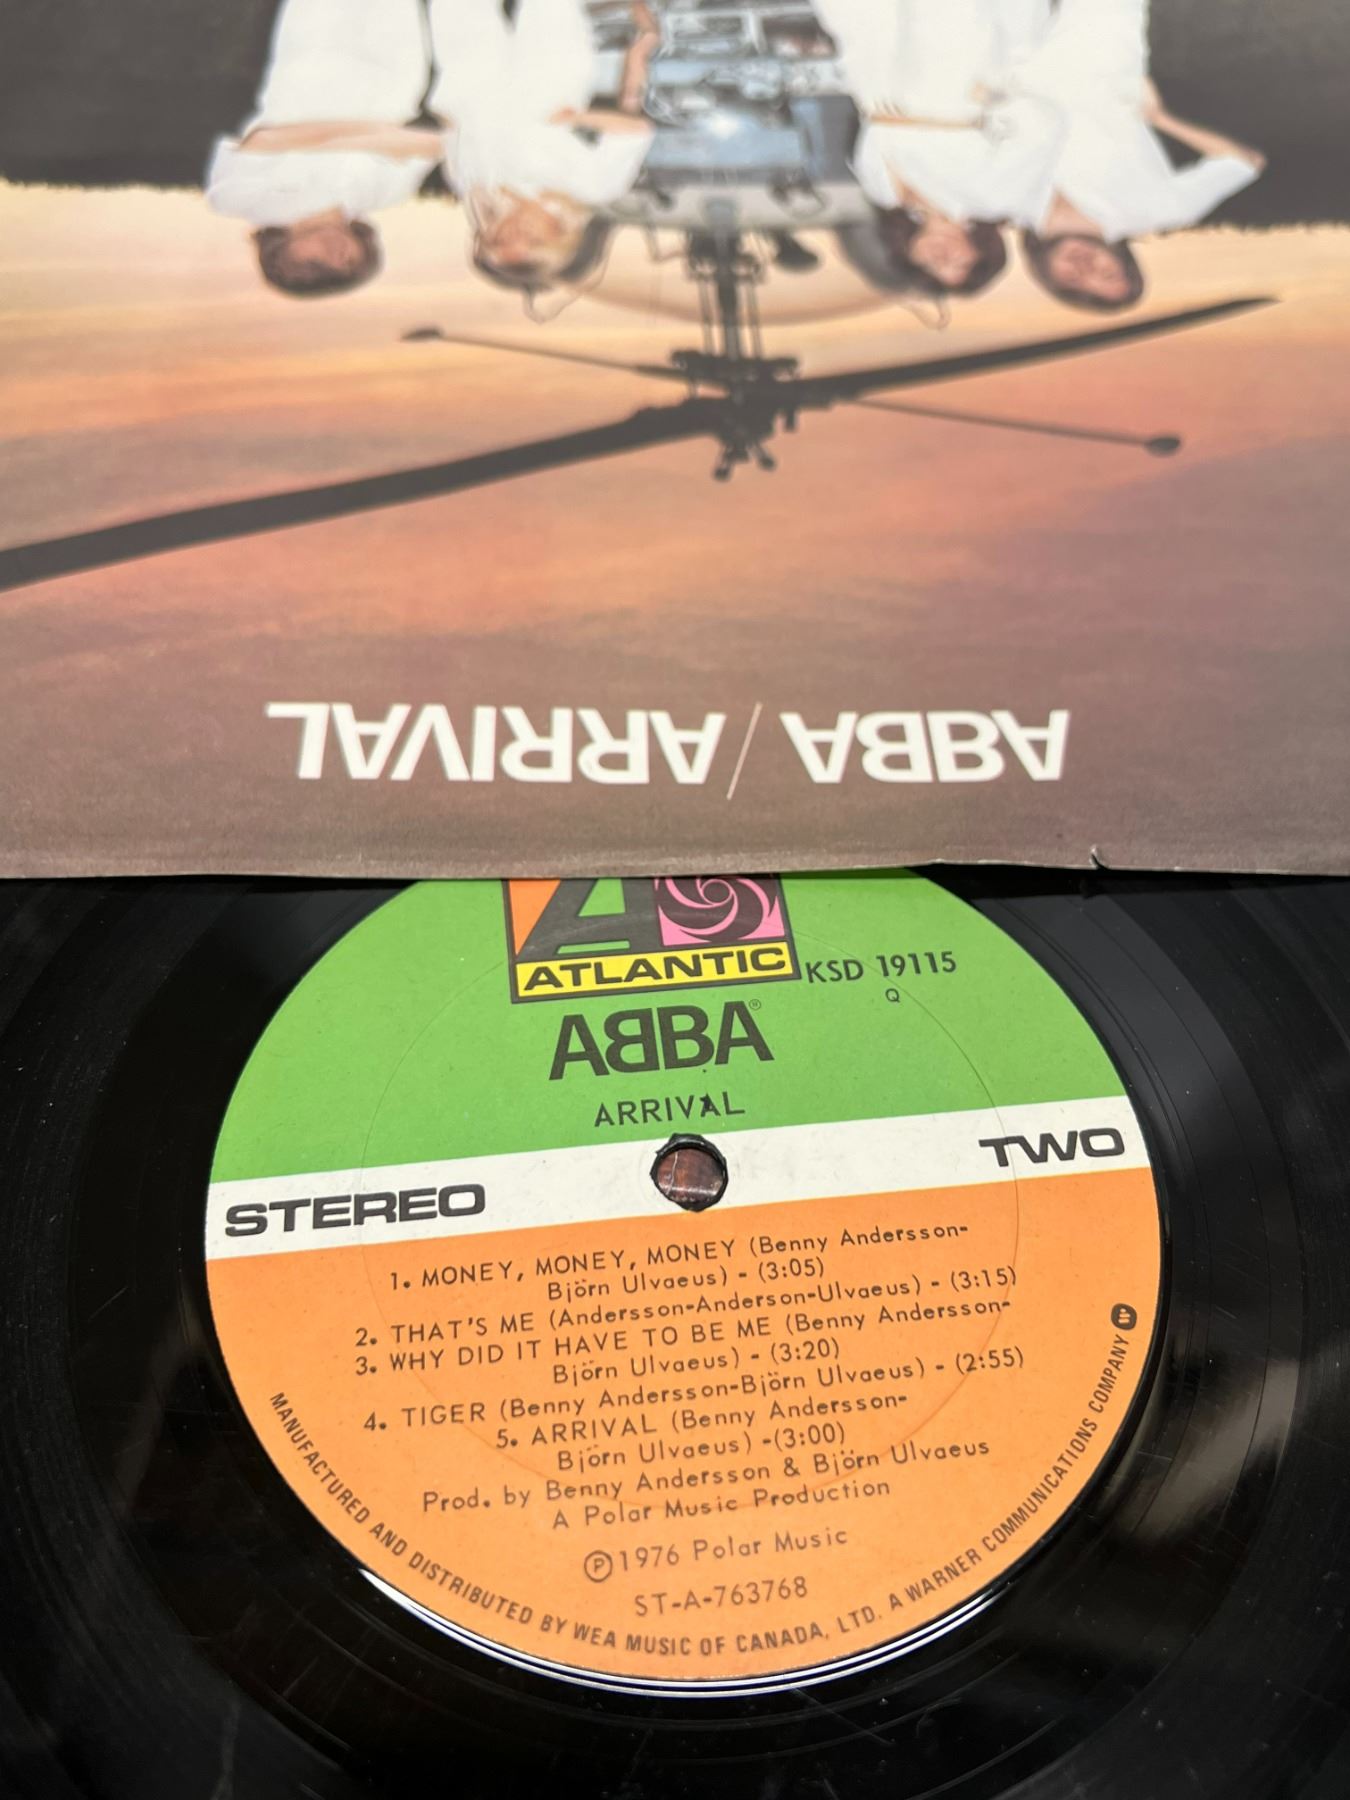 ABBA / ARRIVAL
ATLANTIC
KSD 19115
Q
ABBA®
ARRIVAL
STEREO
TWO
1. MONEY, MONEY, MONEY (Benny Andersson-
Björn Ulvaeus) - (3:05)
2. THAT'S ME (Andersson-Anderson-Ulvaeus) - (3:15)
3. WHY DID IT HAVE TO BE ME (Benny Andersson-
Björn Ulvaeus) - (3:20)
4. TIGER (Benny Andersson-Björn Ulvaeus) - (2:55)
5. ARRIVAL (Benny Andersson-
Björn Ulvaeus) -(3:00)
Prod. by Benny Andersson & Björn Ulvaeus
A Polar Music Production
Ⓟ1976 Polar Music
ST-A-763768
MANUFACTURED AND DISTRIBUTED BY WEA MUSIC OF CANADA, LTD. A WARNER COMMUNICATIONS COMPANY